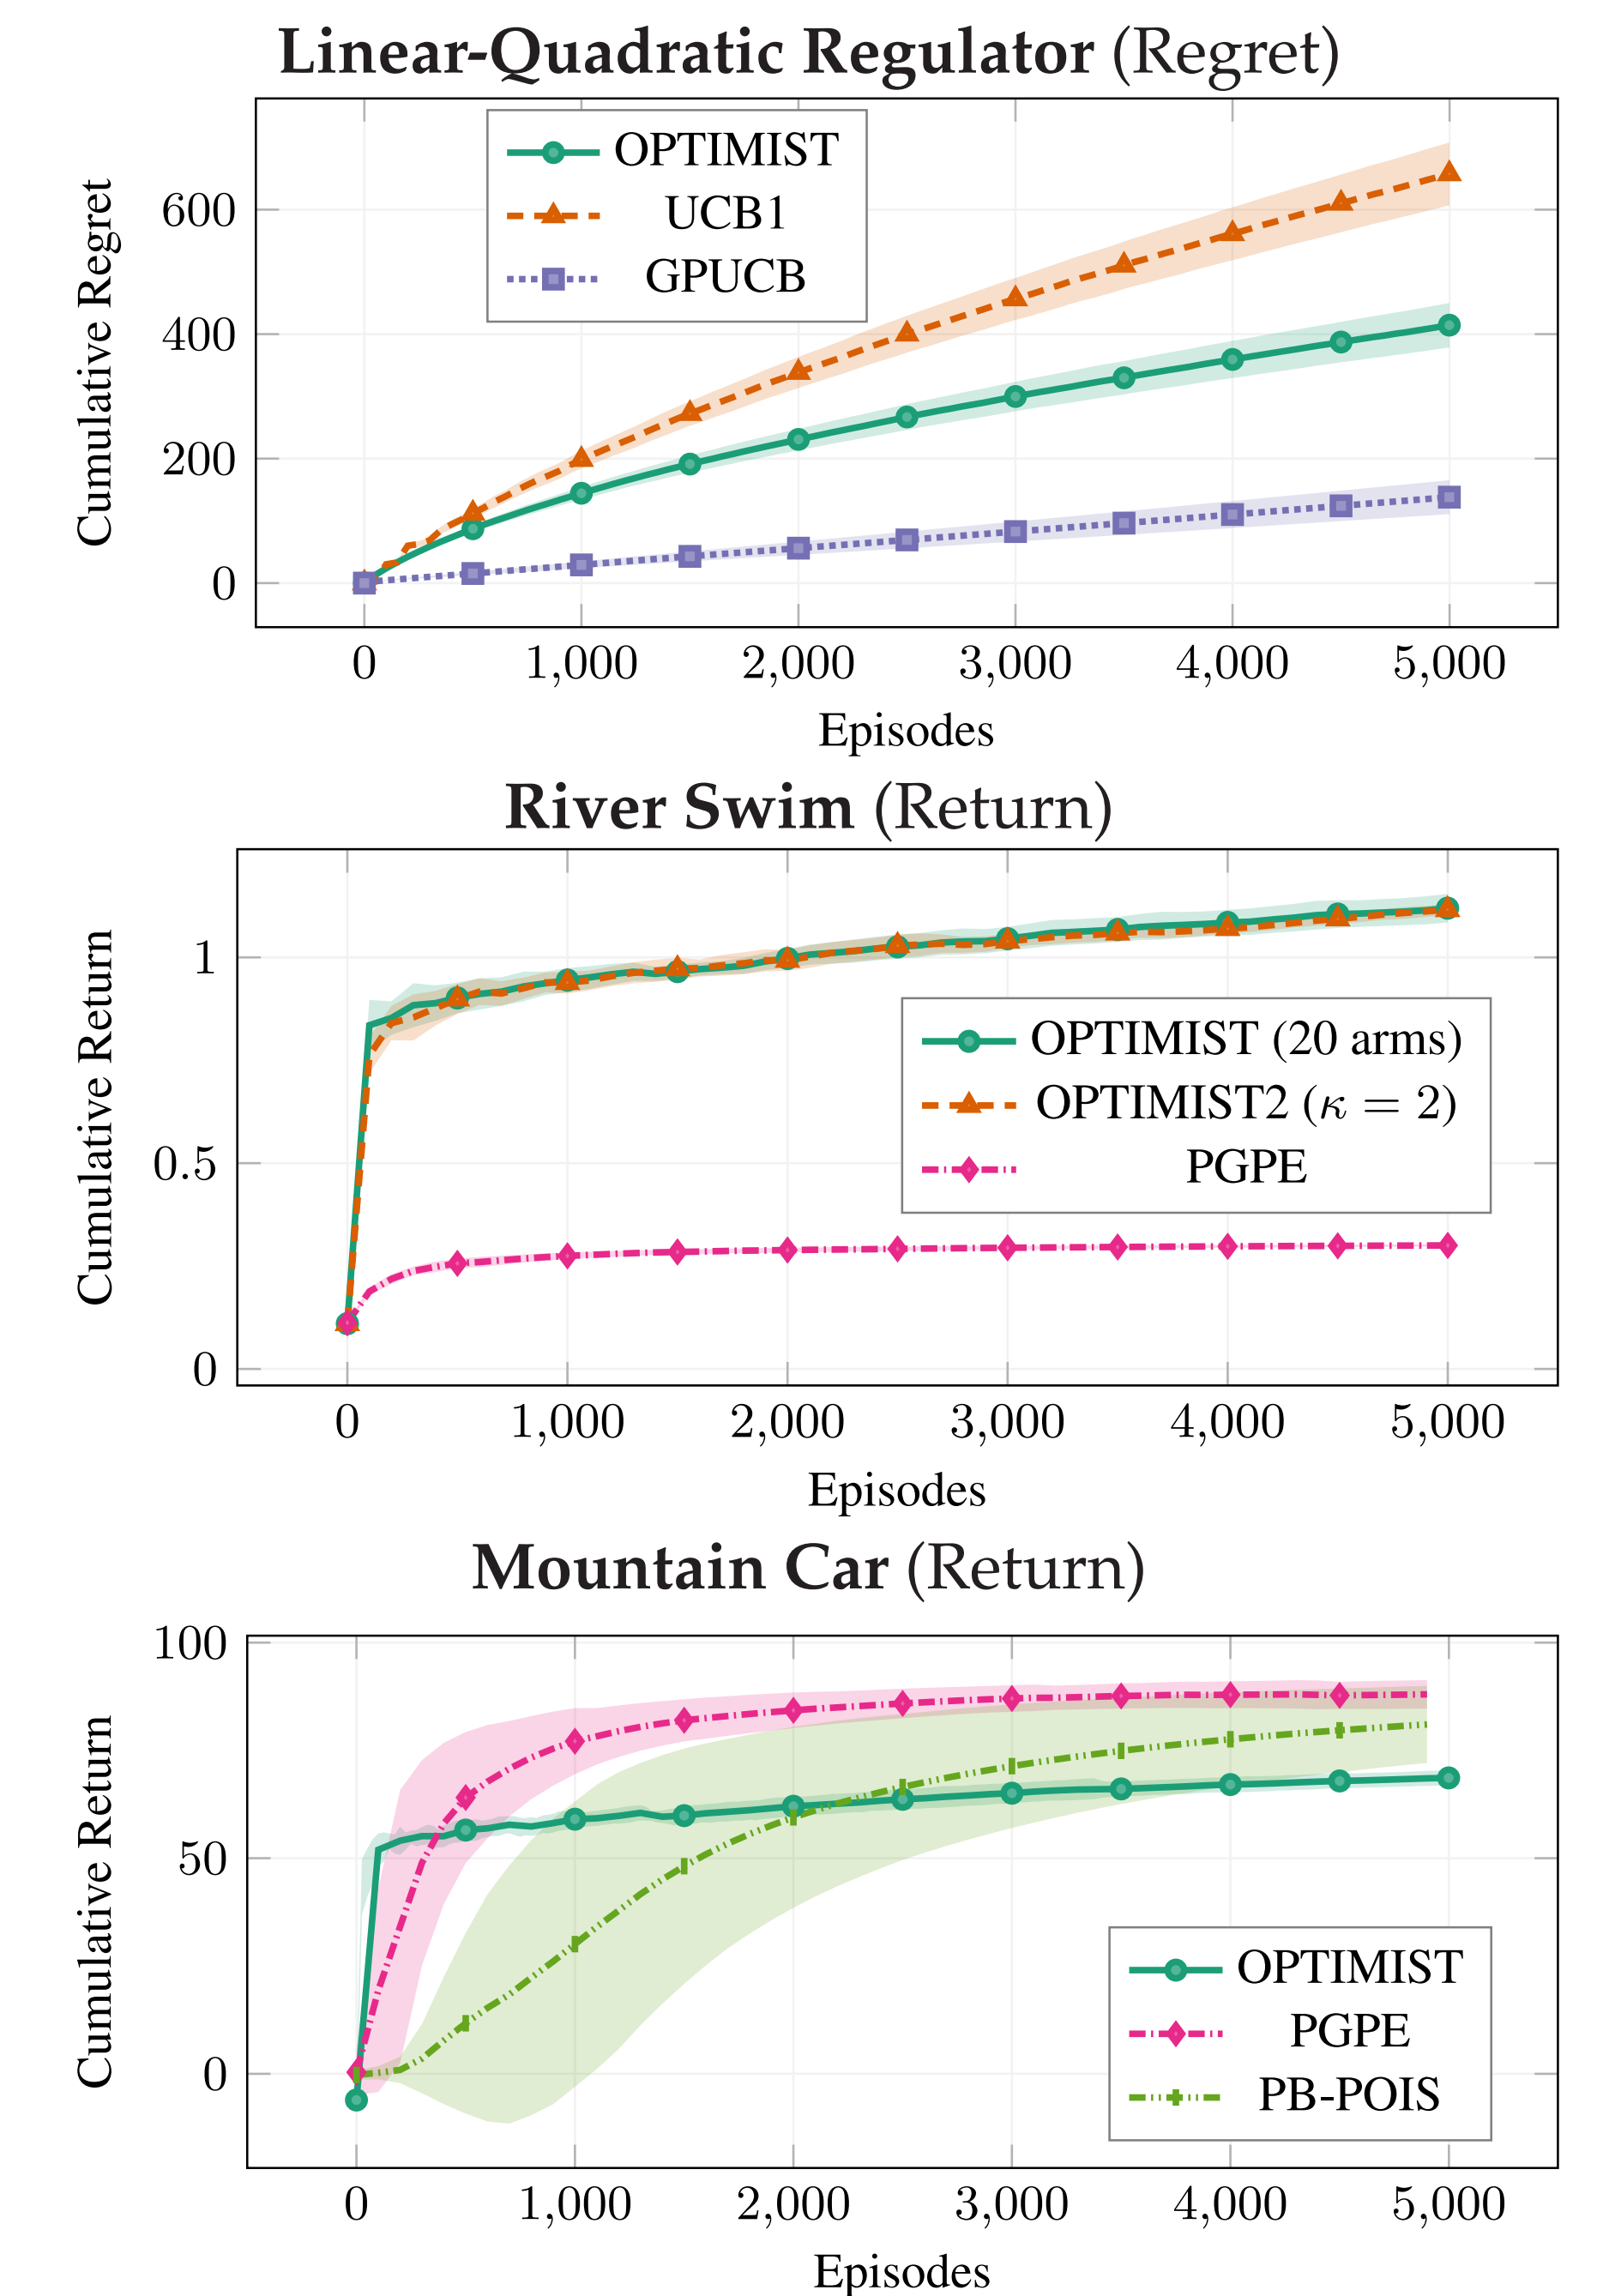 Linear-Quadratic Regulator (Regret)
OPTIMIST
UCB1
GPUCB
Cumulative Regret
600
400
200
0
0 1,000 2,000 3,000 4,000 5,000
Episodes
River Swim (Return)
Cumulative Return
1
0.5
0
OPTIMIST (20 arms)
OPTIMIST2 (κ = 2)
PGPE
0 1,000 2,000 3,000 4,000 5,000
Episodes
Mountain Car (Return)
Cumulative Return
100
50
0
OPTIMIST
PGPE
PB-POIS
0 1,000 2,000 3,000 4,000 5,000
Episodes